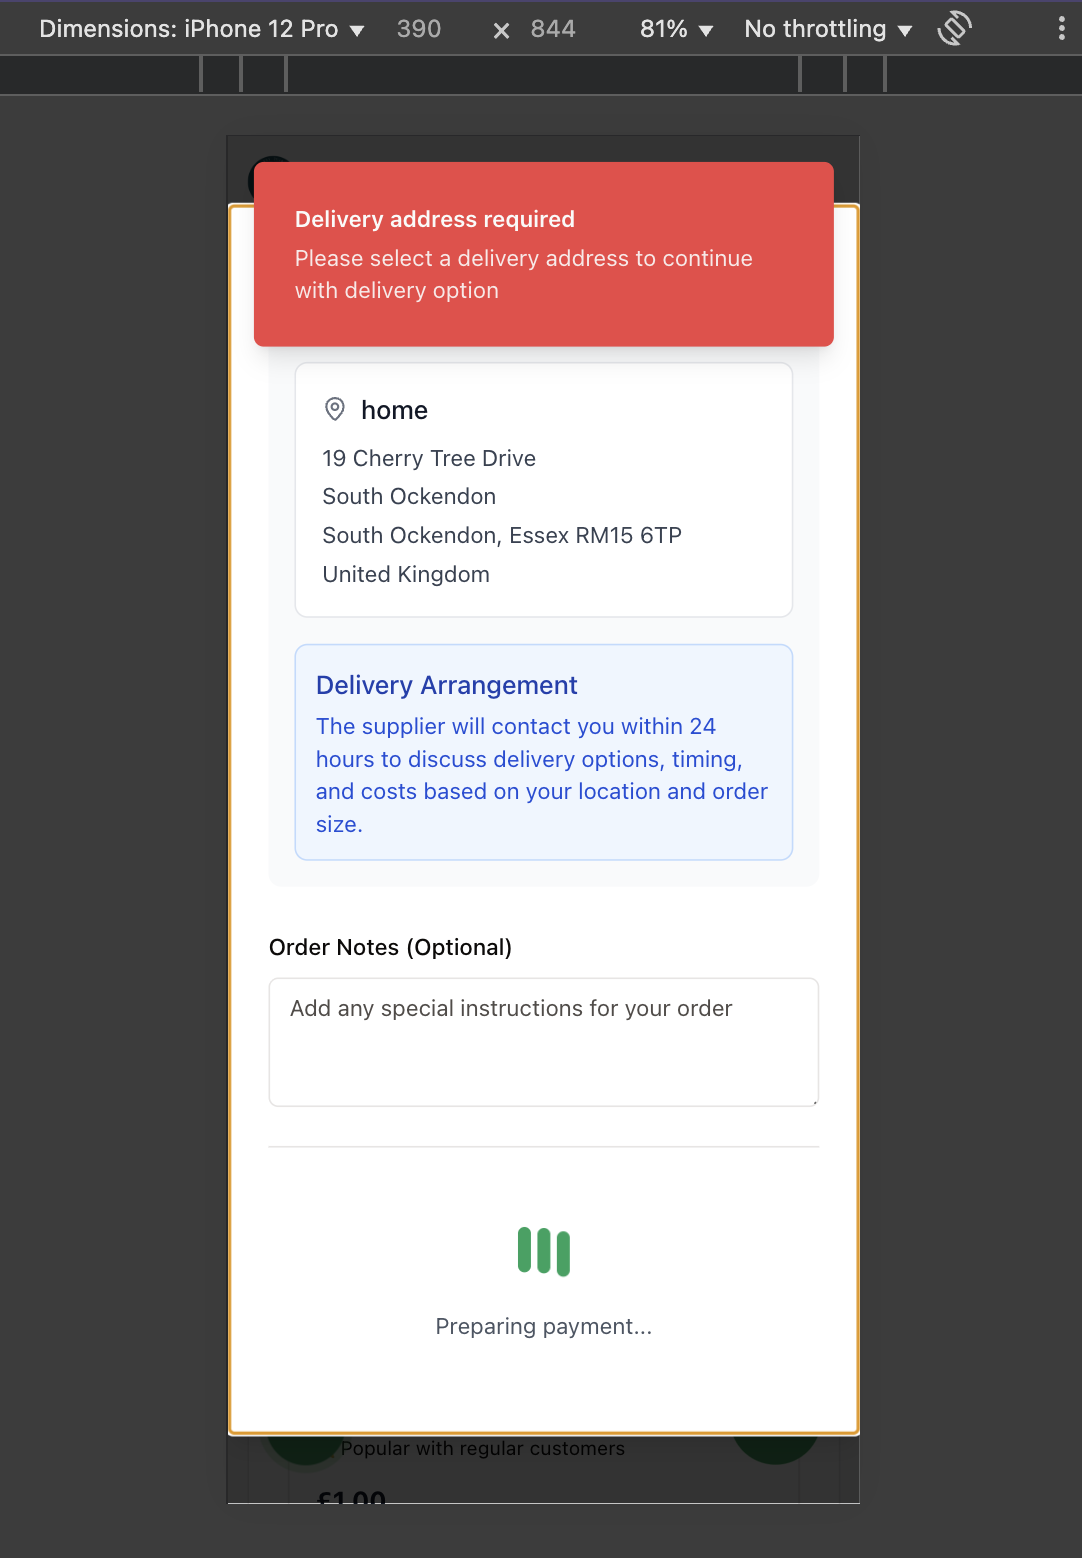 Dimensions: iPhone 12 Pro ▼ 390 × 844 81% ▼ No throttling ▼
Delivery address required
Please select a delivery address to continue
with delivery option
home
19 Cherry Tree Drive
South Ockendon
South Ockendon, Essex RM15 6TP
United Kingdom
Delivery Arrangement
The supplier will contact you within 24
hours to discuss delivery options, timing,
and costs based on your location and order
size.
Order Notes (Optional)
Add any special instructions for your order
Preparing payment...
Popular with regular customers
£1.00